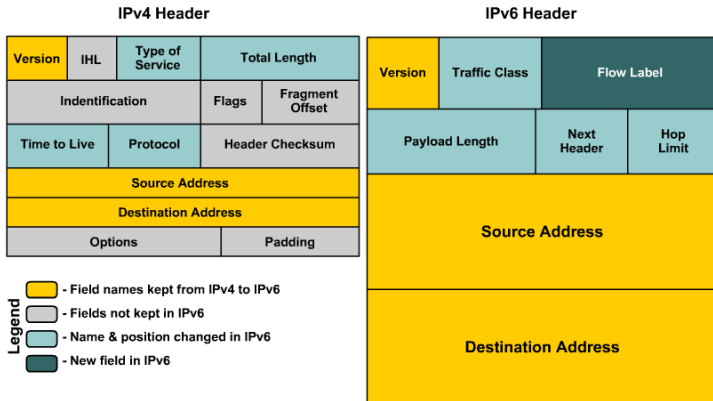 IPv4 Header
Version IHL Type of Service Total Length
Indentification Flags Fragment Offset
Time to Live Protocol Header Checksum
Source Address
Destination Address
Options Padding
Legend
- Field names kept from IPv4 to IPv6
- Fields not kept in IPv6
- Name & position changed in IPv6
- New field in IPv6
IPv6 Header
Version Traffic Class Flow Label
Payload Length Next Header Hop Limit
Source Address
Destination Address